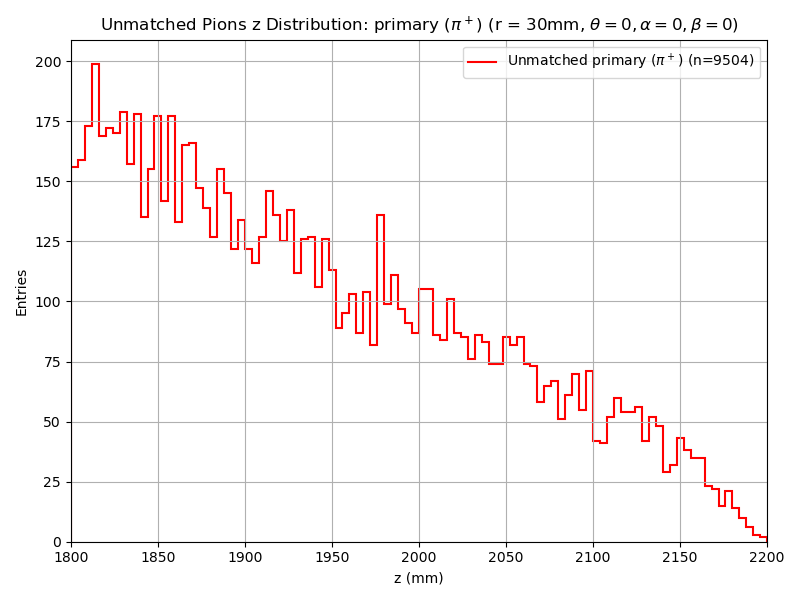 Unmatched Pions z Distribution: primary (π⁺) (r = 30mm, θ = 0, α = 0, β = 0)
Unmatched primary (π⁺) (n=9504)
Entries
200
175
150
125
100
75
50
25
0
1800 1850 1900 1950 2000 2050 2100 2150 2200
z (mm)